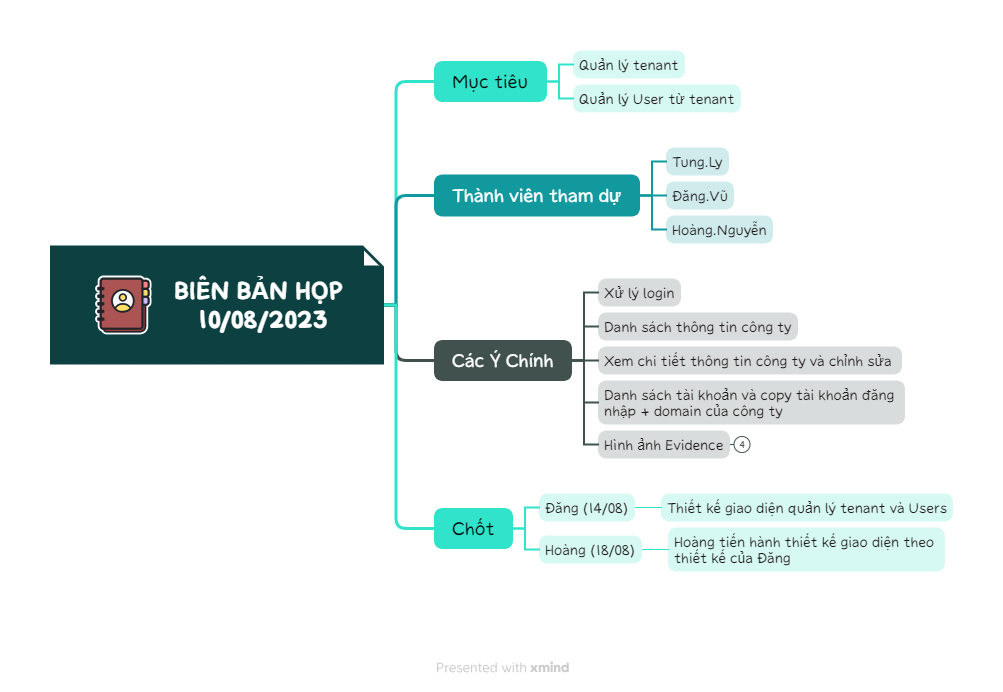 BIÊN BẢN HỌP
10/08/2023
Mục tiêu
Quản lý tenant
Quản lý User từ tenant
Thành viên tham dự
Tung.Ly
Đăng.Vũ
Hoàng.Nguyễn
Các Ý Chính
Xử lý login
Danh sách thông tin công ty
Xem chi tiết thông tin công ty và chỉnh sửa
Danh sách tài khoản và copy tài khoản đăng
nhập + domain của công ty
Hình ảnh Evidence
4
Chốt
Đăng (14/08)
Thiết kế giao diện quản lý tenant và Users
Hoàng (18/08)
Hoàng tiến hành thiết kế giao diện theo
thiết kế của Đăng
Presented with xmind